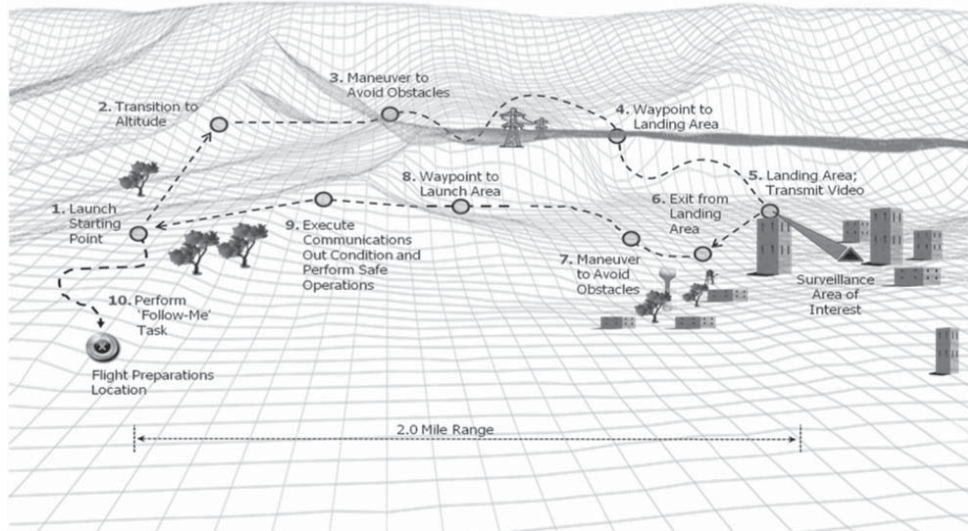 3. Maneuver to
Avoid Obstacles
2. Transition to
Altitude
4. Waypoint to
Landing Area
8. Waypoint to
Launch Area
5. Landing Area;
Transmit Video
6. Exit from
Landing
Area
1. Launch
Starting
Point
9. Execute
Communications
Out Condition and
Perform Safe
Operations
7. Maneuver
to Avoid
Obstacles
Surveillance
Area of
Interest
10. Perform
'Follow-Me'
Task
X
Flight Preparations
Location
2.0 Mile Range